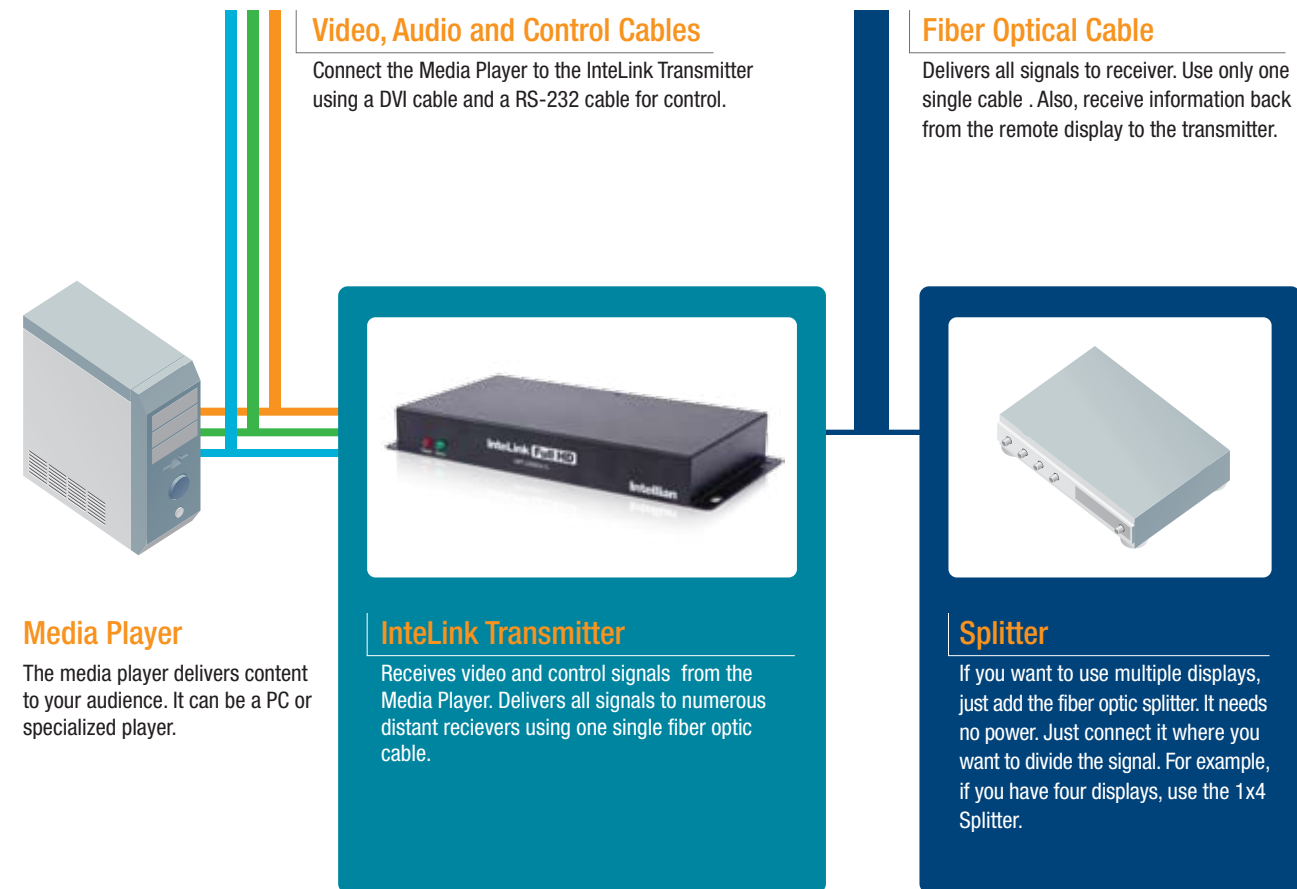 Video, Audio and Control Cables
Connect the Media Player to the InteLink Transmitter
using a DVI cable and a RS-232 cable for control.
Fiber Optical Cable
Delivers all signals to receiver. Use only one
single cable . Also, receive information back
from the remote display to the transmitter.
InteLink Full HD
Intellian
Media Player
The media player delivers content
to your audience. It can be a PC or
specialized player.
InteLink Transmitter
Receives video and control signals  from the
Media Player. Delivers all signals to numerous
distant recievers using one single fiber optic
cable.
Splitter
If you want to use multiple displays,
just add the fiber optic splitter. It needs
no power. Just connect it where you
want to divide the signal. For example,
if you have four displays, use the 1x4
Splitter.